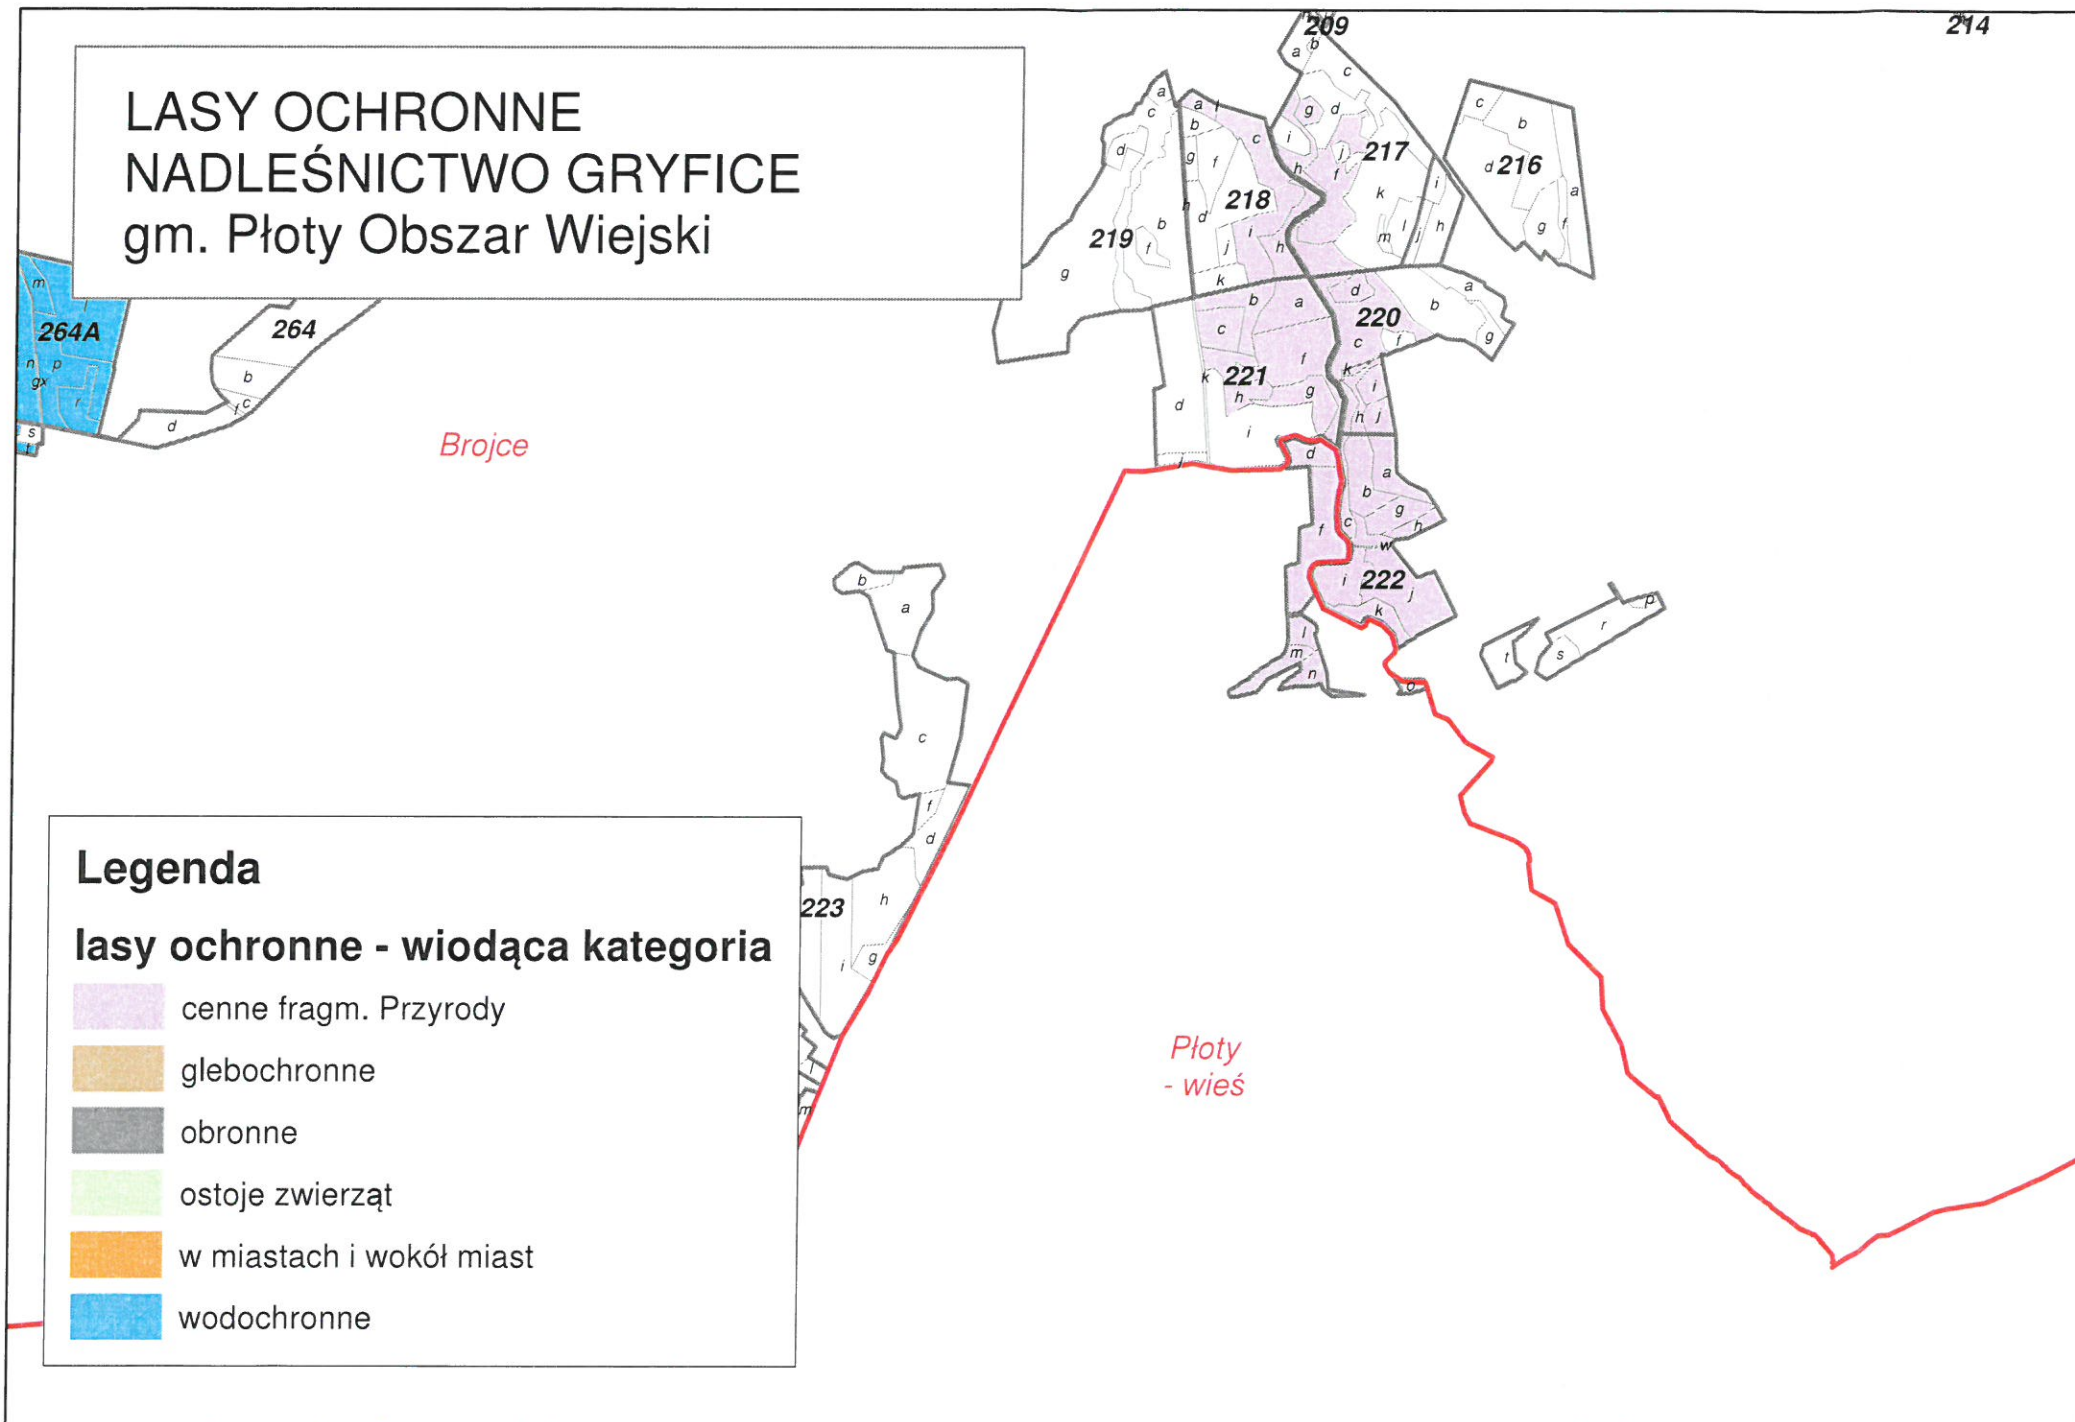 LASY OCHRONNE
NADLEŚNICTWO GRYFICE
gm. Płoty Obszar Wiejski
209
214
a
b
c
g
d
i
j
217
h
f
k
i
l
j
h
m
c
b
d
216
a
g
f
a
c
d
b
219
f
g
a
l
b
c
g
f
218
h
d
i
j
h
k
b
a
c
f
k
221
h
g
d
i
j
d
220
b
a
c
f
g
k
i
h
j
d
a
b
g
c
h
f
w
i
222
j
k
l
m
n
o
p
r
s
t
m
l
264A
n
p
gx
r
s
t
264
b
c
f
d
Brojce
b
a
c
f
d
223
h
g
i
l
m
Płoty
- wieś
Legenda
lasy ochronne - wiodąca kategoria
cenne fragm. Przyrody
glebochronne
obronne
ostoje zwierząt
w miastach i wokół miast
wodochronne